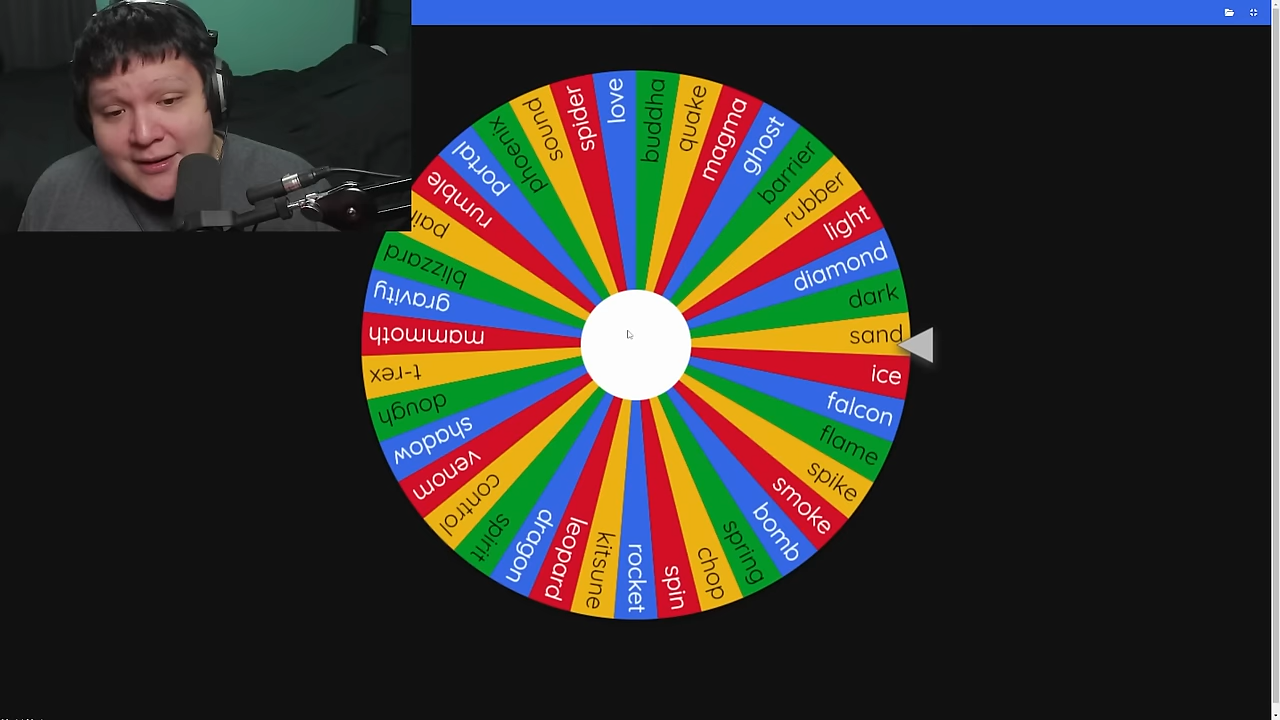 love
buddha
quake
magma
ghost
barrier
rubber
light
diamond
dark
sand
ice
falcon
flame
spike
smoke
bomb
spring
chop
spin
rocket
kitsune
leopard
dragon
spirit
control
venom
shadow
dough
t-rex
mammoth
gravity
blizzard
rumble
portal
phoenix
sound
spider